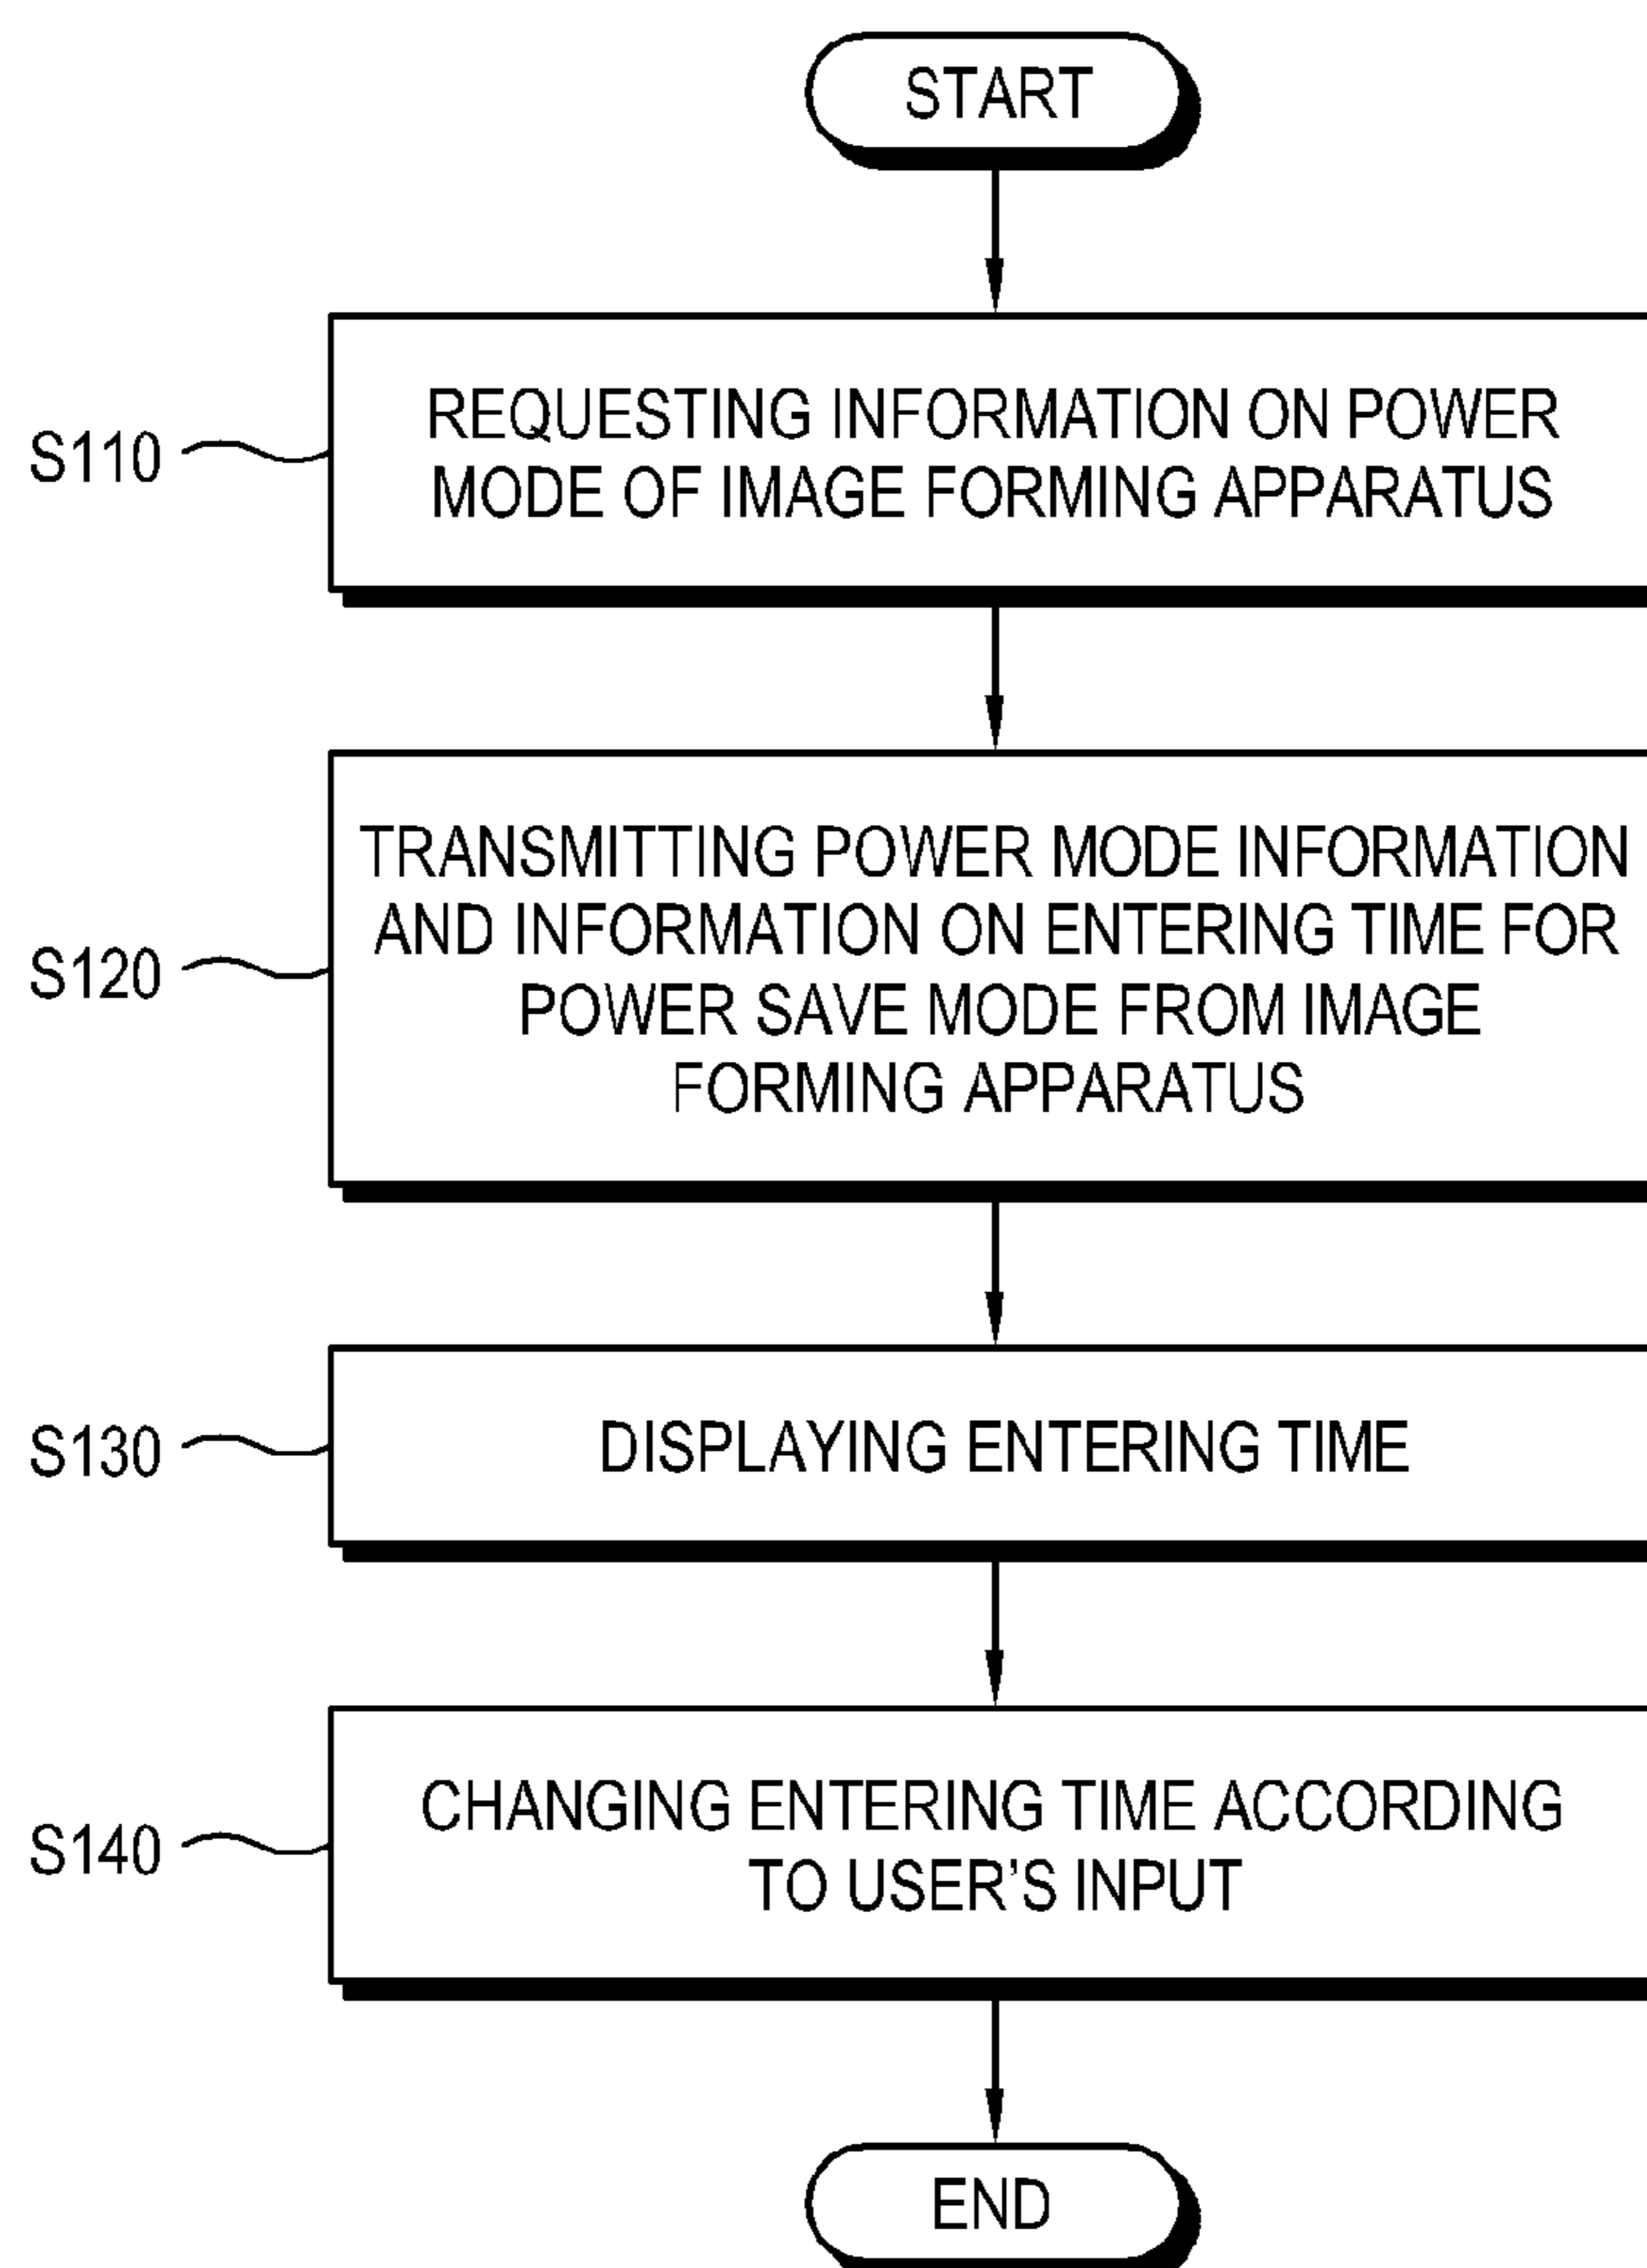 START
S110
REQUESTING INFORMATION ON POWER
MODE OF IMAGE FORMING APPARATUS
S120
TRANSMITTING POWER MODE INFORMATION
AND INFORMATION ON ENTERING TIME FOR
POWER SAVE MODE FROM IMAGE
FORMING APPARATUS
S130
DISPLAYING ENTERING TIME
S140
CHANGING ENTERING TIME ACCORDING
TO USER'S INPUT
END